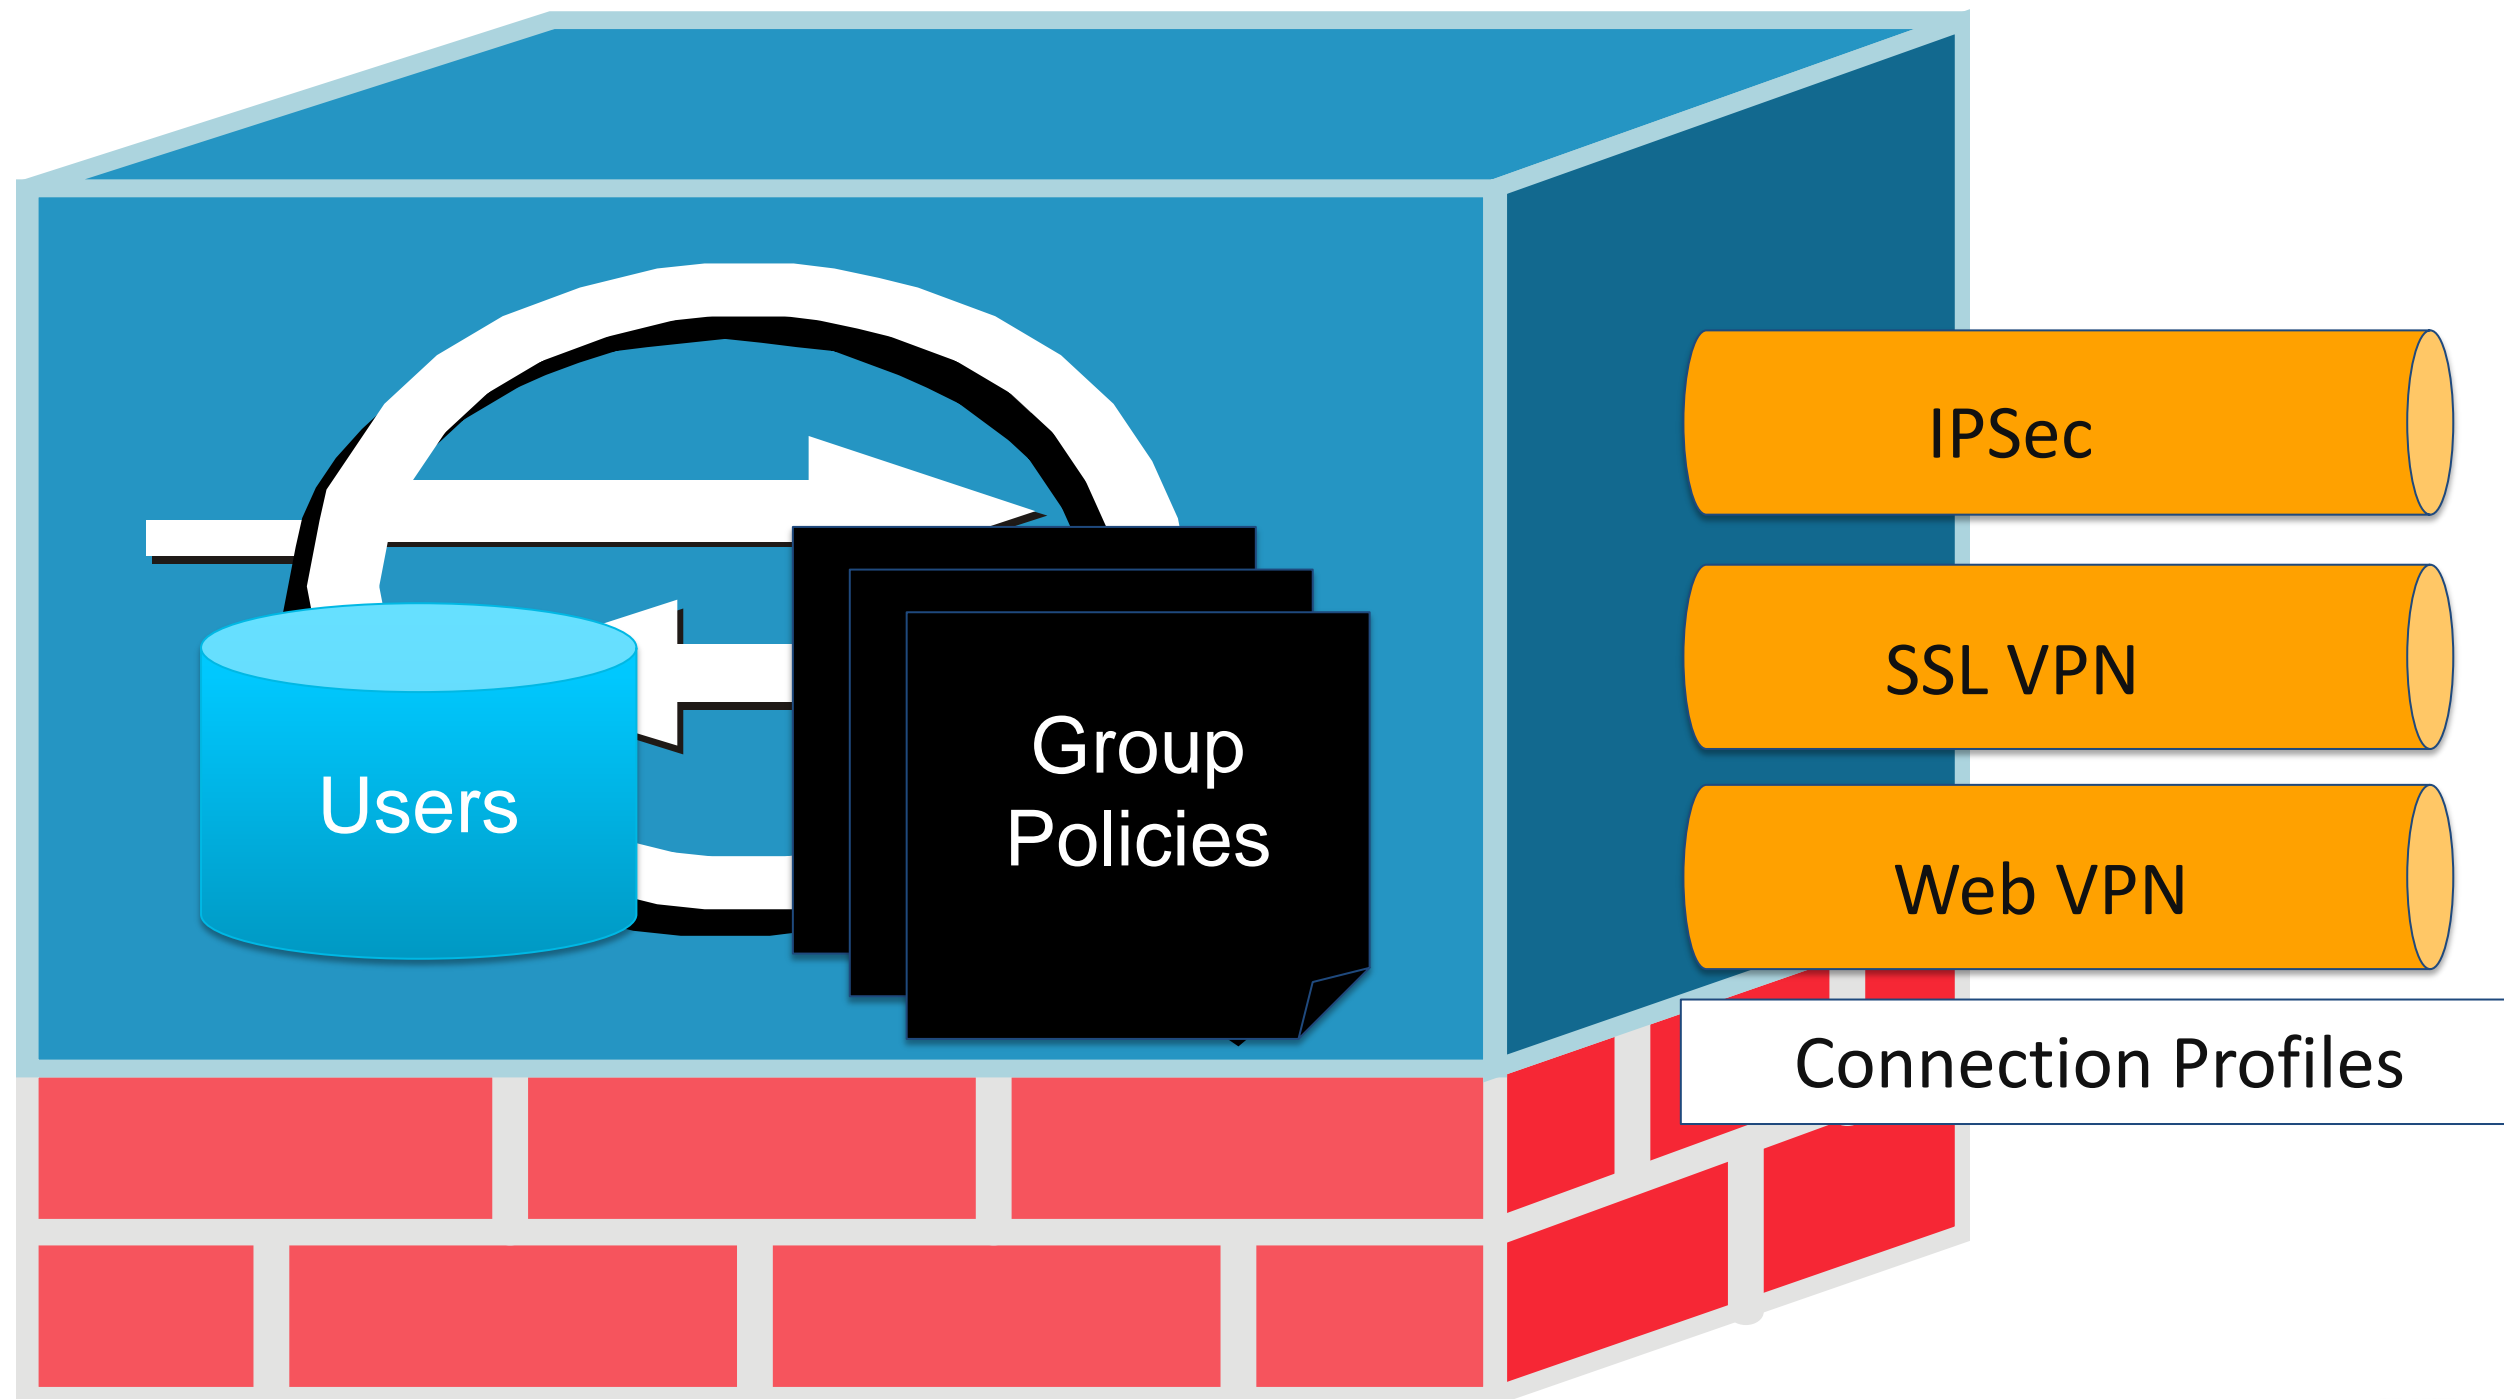 IPSec
SSL VPN
Group
Policies
Users
Web VPN
Connection Profiles